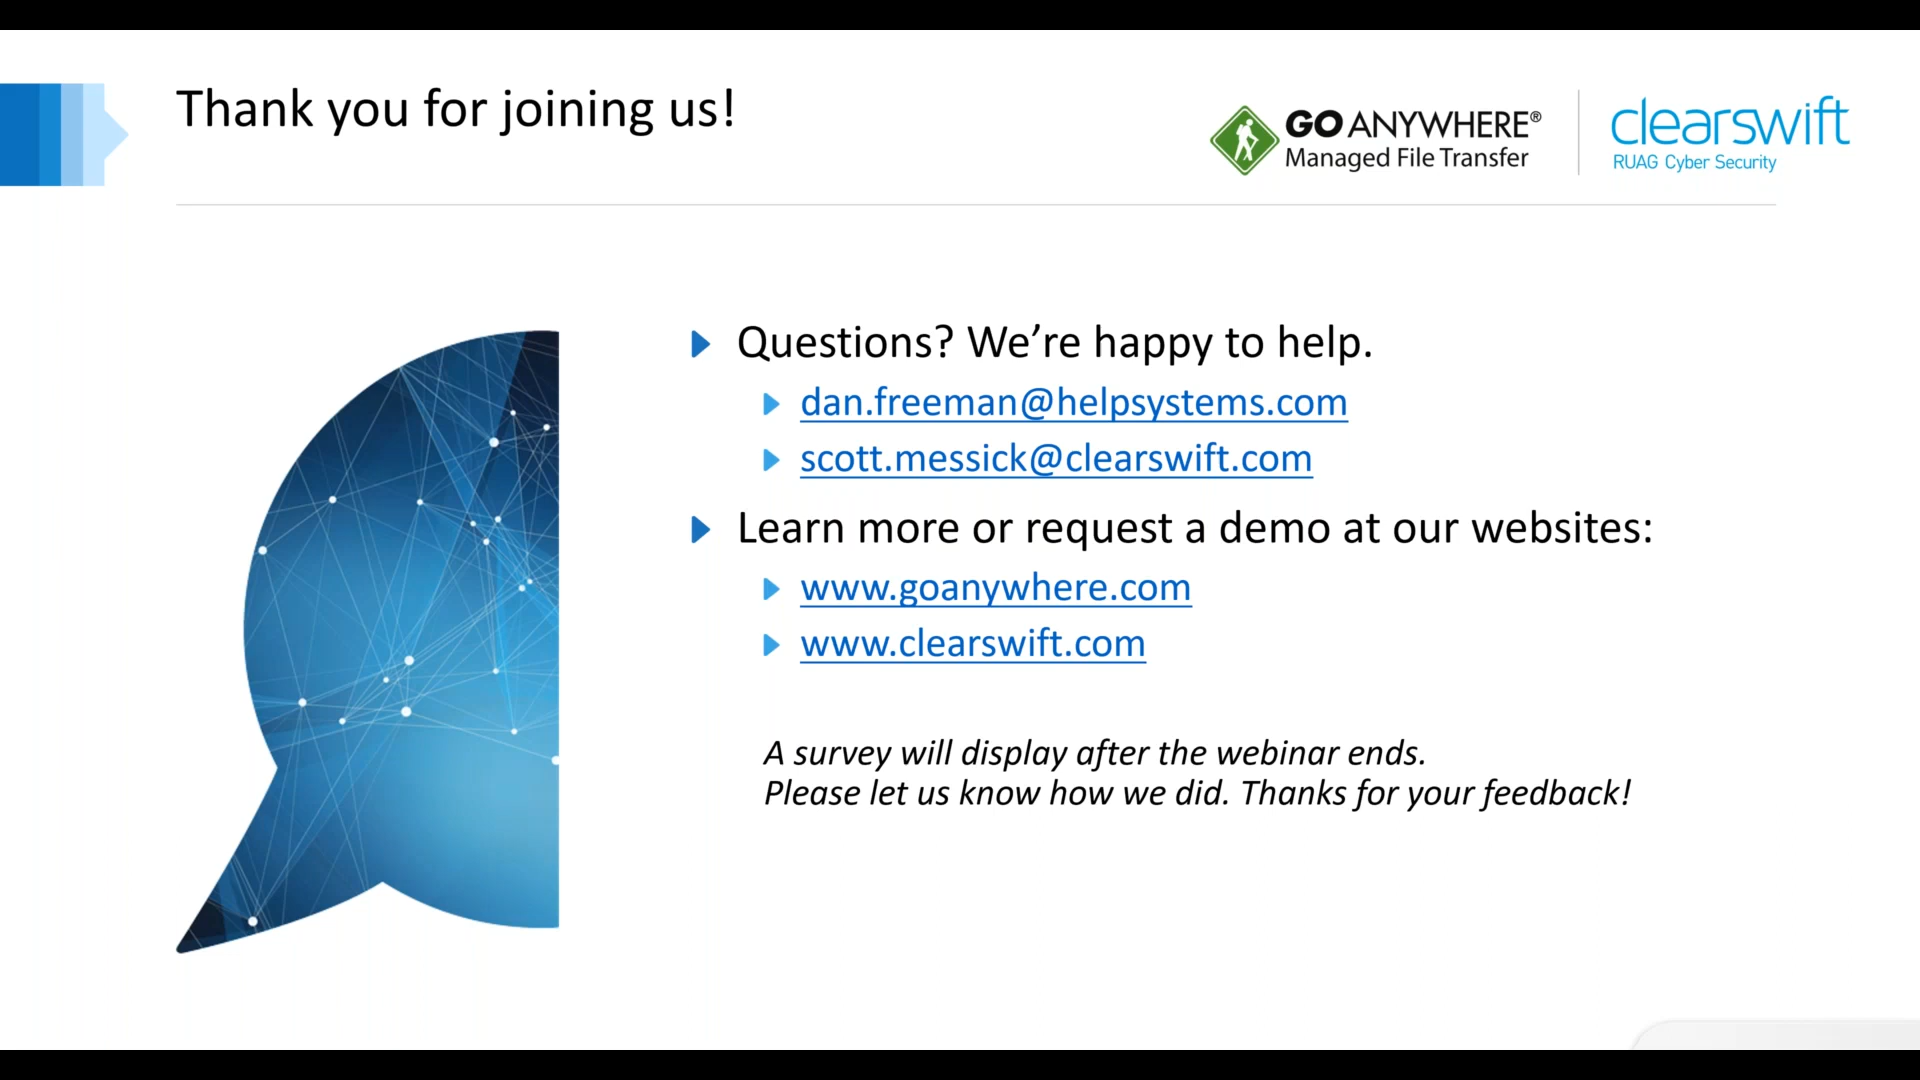 Thank you for joining us!
GO ANYWHERE®
Managed File Transfer
clearswift
RUAG Cyber Security
Questions? We’re happy to help.
dan.freeman@helpsystems.com
scott.messick@clearswift.com
Learn more or request a demo at our websites:
www.goanywhere.com
www.clearswift.com
A survey will display after the webinar ends.
Please let us know how we did. Thanks for your feedback!